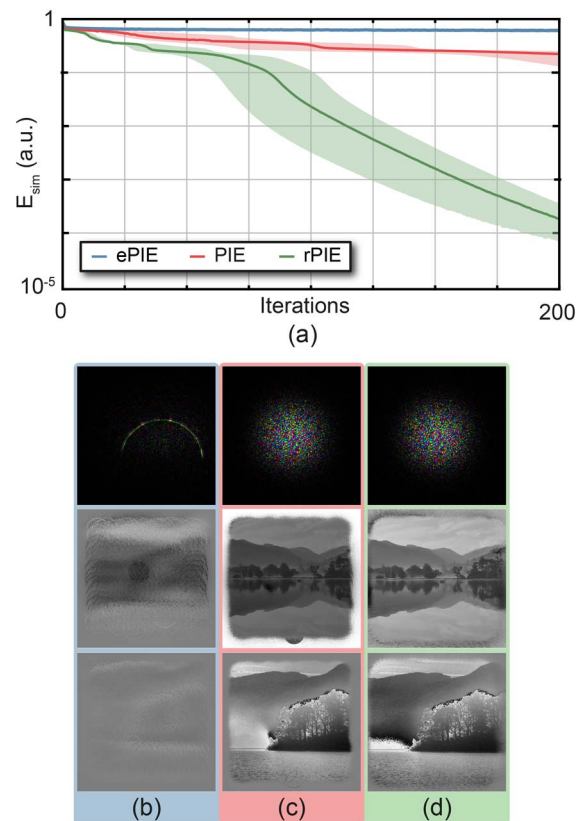 1
E_sim (a.u.)
ePIE PIE rPIE
10^-5
0 Iterations 200
(a)
(b) (c) (d)